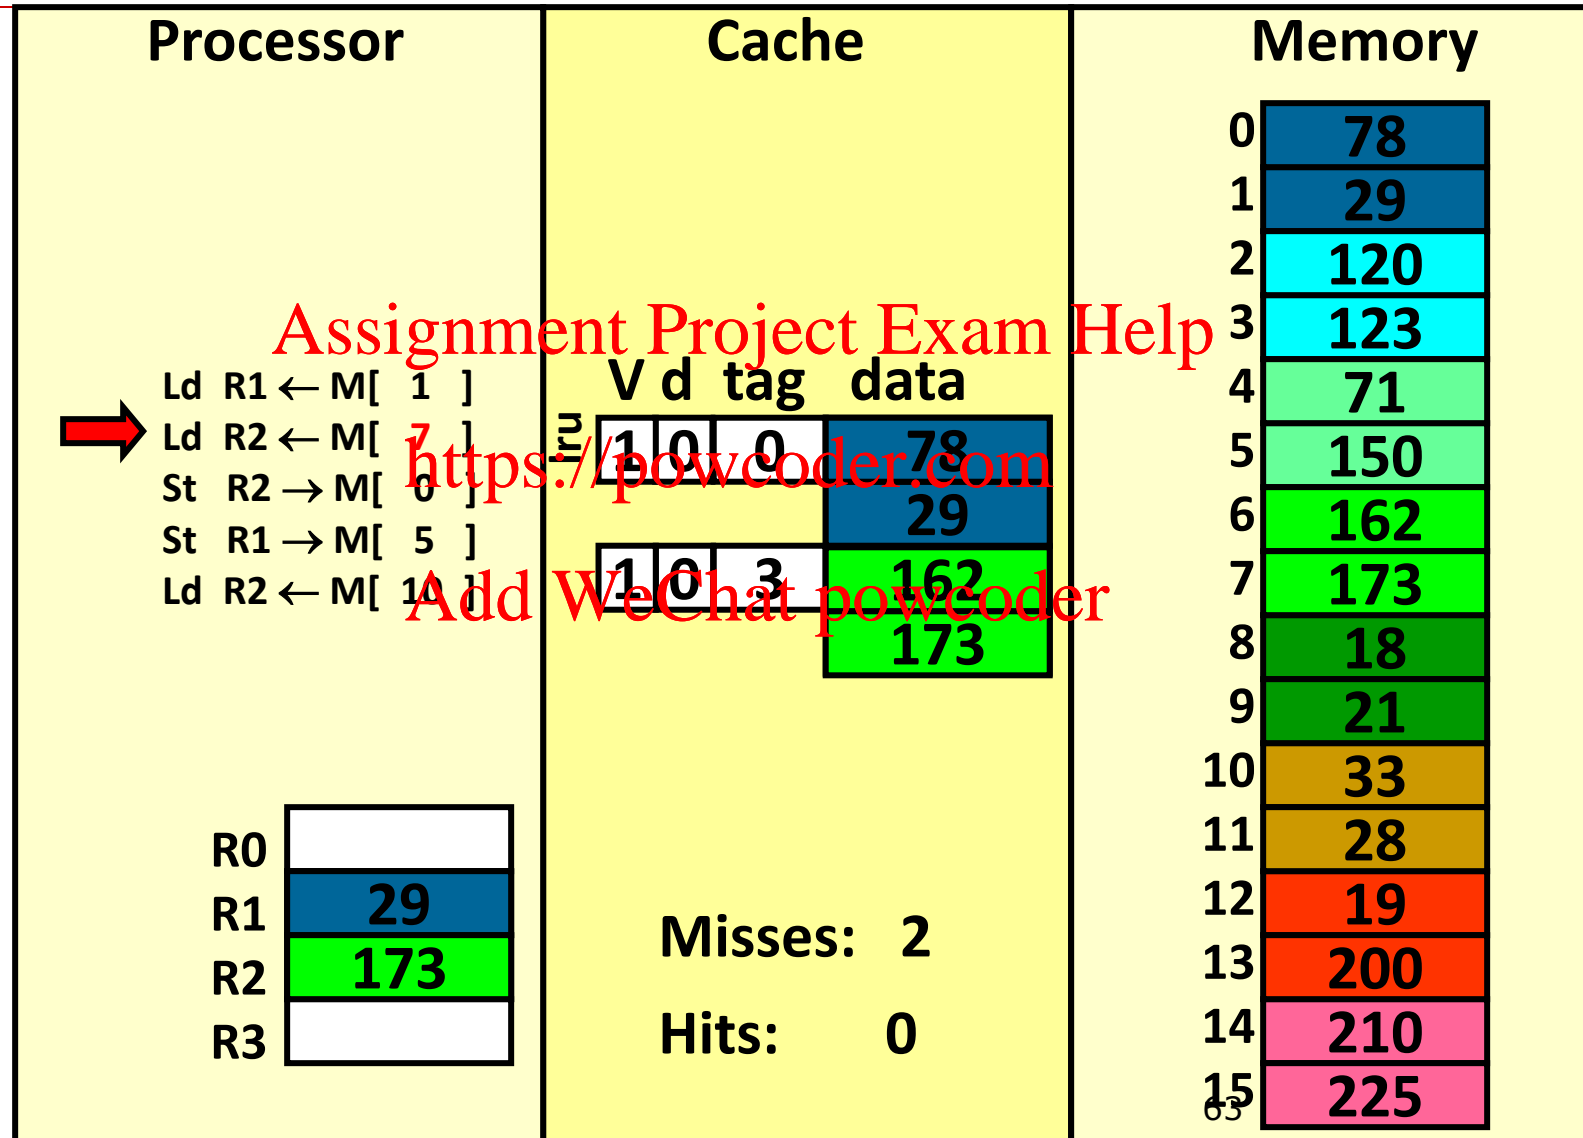 Processor
Cache
Memory
Assignment Project Exam Help
https://powcoder.com
Add WeChat powcoder
Ld R1 ← M[ 1 ]
Ld R2 ← M[ 7 ]
St R2 → M[ 0 ]
St R1 → M[ 5 ]
Ld R2 ← M[ 10 ]
R0
R1 29
R2 173
R3
V d tag data
lru 1 0 0 78
29
1 0 3 162
173
Misses: 2
Hits: 0
0 78
1 29
2 120
3 123
4 71
5 150
6 162
7 173
8 18
9 21
10 33
11 28
12 19
13 200
14 210
15 225
63